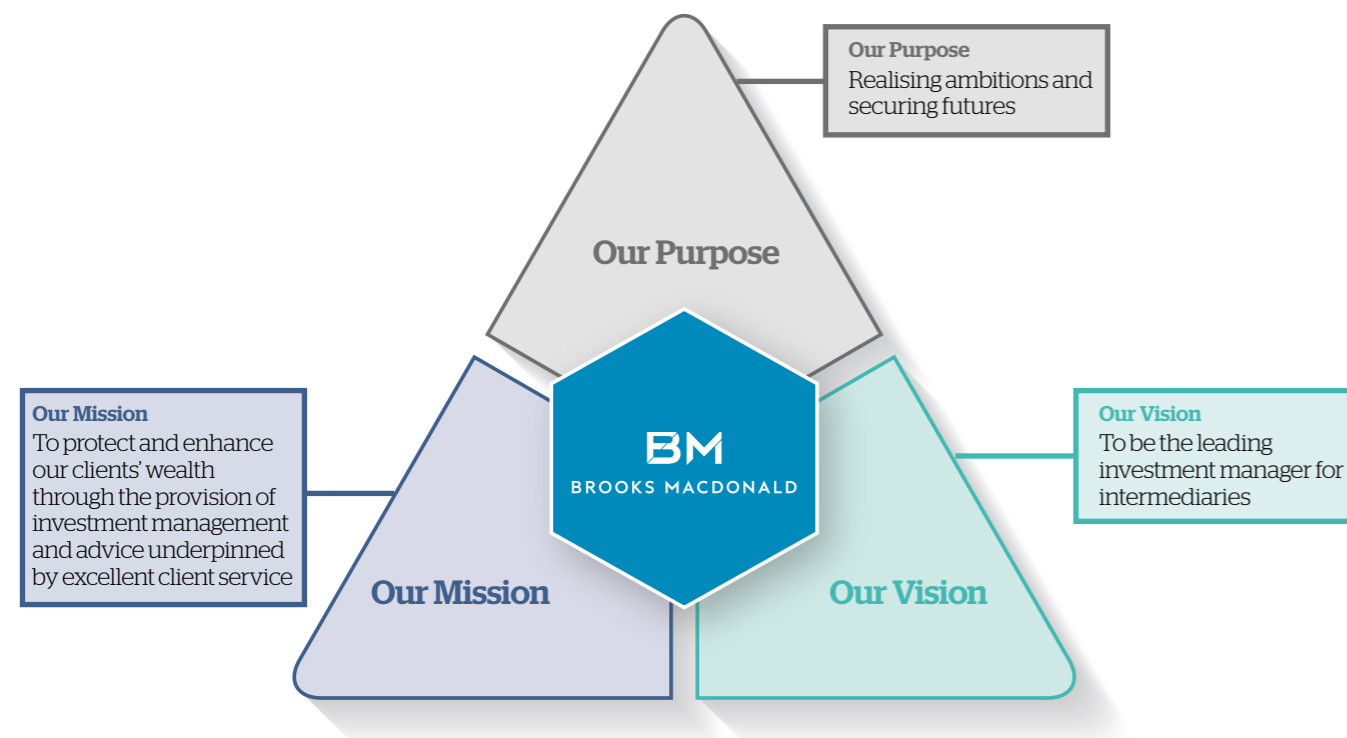 Our Purpose
Realising ambitions and
securing futures
Our Purpose
Our Mission
To protect and enhance
our clients’ wealth
through the provision of
investment management
and advice underpinned
by excellent client service
BM
BROOKS MACDONALD
Our Vision
To be the leading
investment manager for
intermediaries
Our Mission
Our Vision